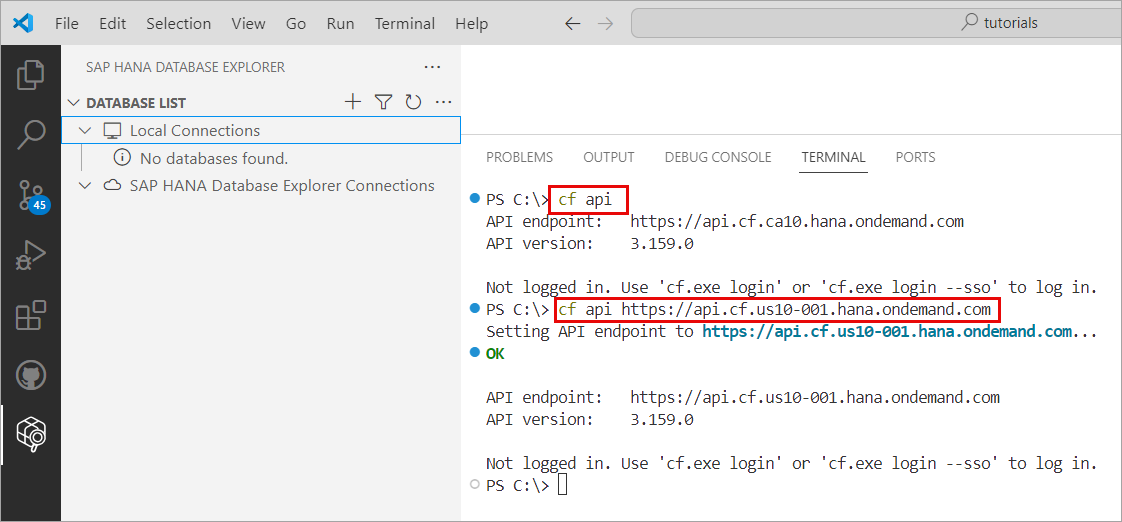 File Edit Selection View Go Run Terminal Help tutorials
SAP HANA DATABASE EXPLORER ...
DATABASE LIST ...
Local Connections
No databases found.
SAP HANA Database Explorer Connections
45
PROBLEMS OUTPUT DEBUG CONSOLE TERMINAL PORTS
PS C:\> cf api
API endpoint: https://api.cf.ca10.hana.ondemand.com
API version: 3.159.0
Not logged in. Use 'cf.exe login' or 'cf.exe login --sso' to log in.
PS C:\> cf api https://api.cf.us10-001.hana.ondemand.com
Setting API endpoint to https://api.cf.us10-001.hana.ondemand.com...
OK
API endpoint: https://api.cf.us10-001.hana.ondemand.com
API version: 3.159.0
Not logged in. Use 'cf.exe login' or 'cf.exe login --sso' to log in.
PS C:\>